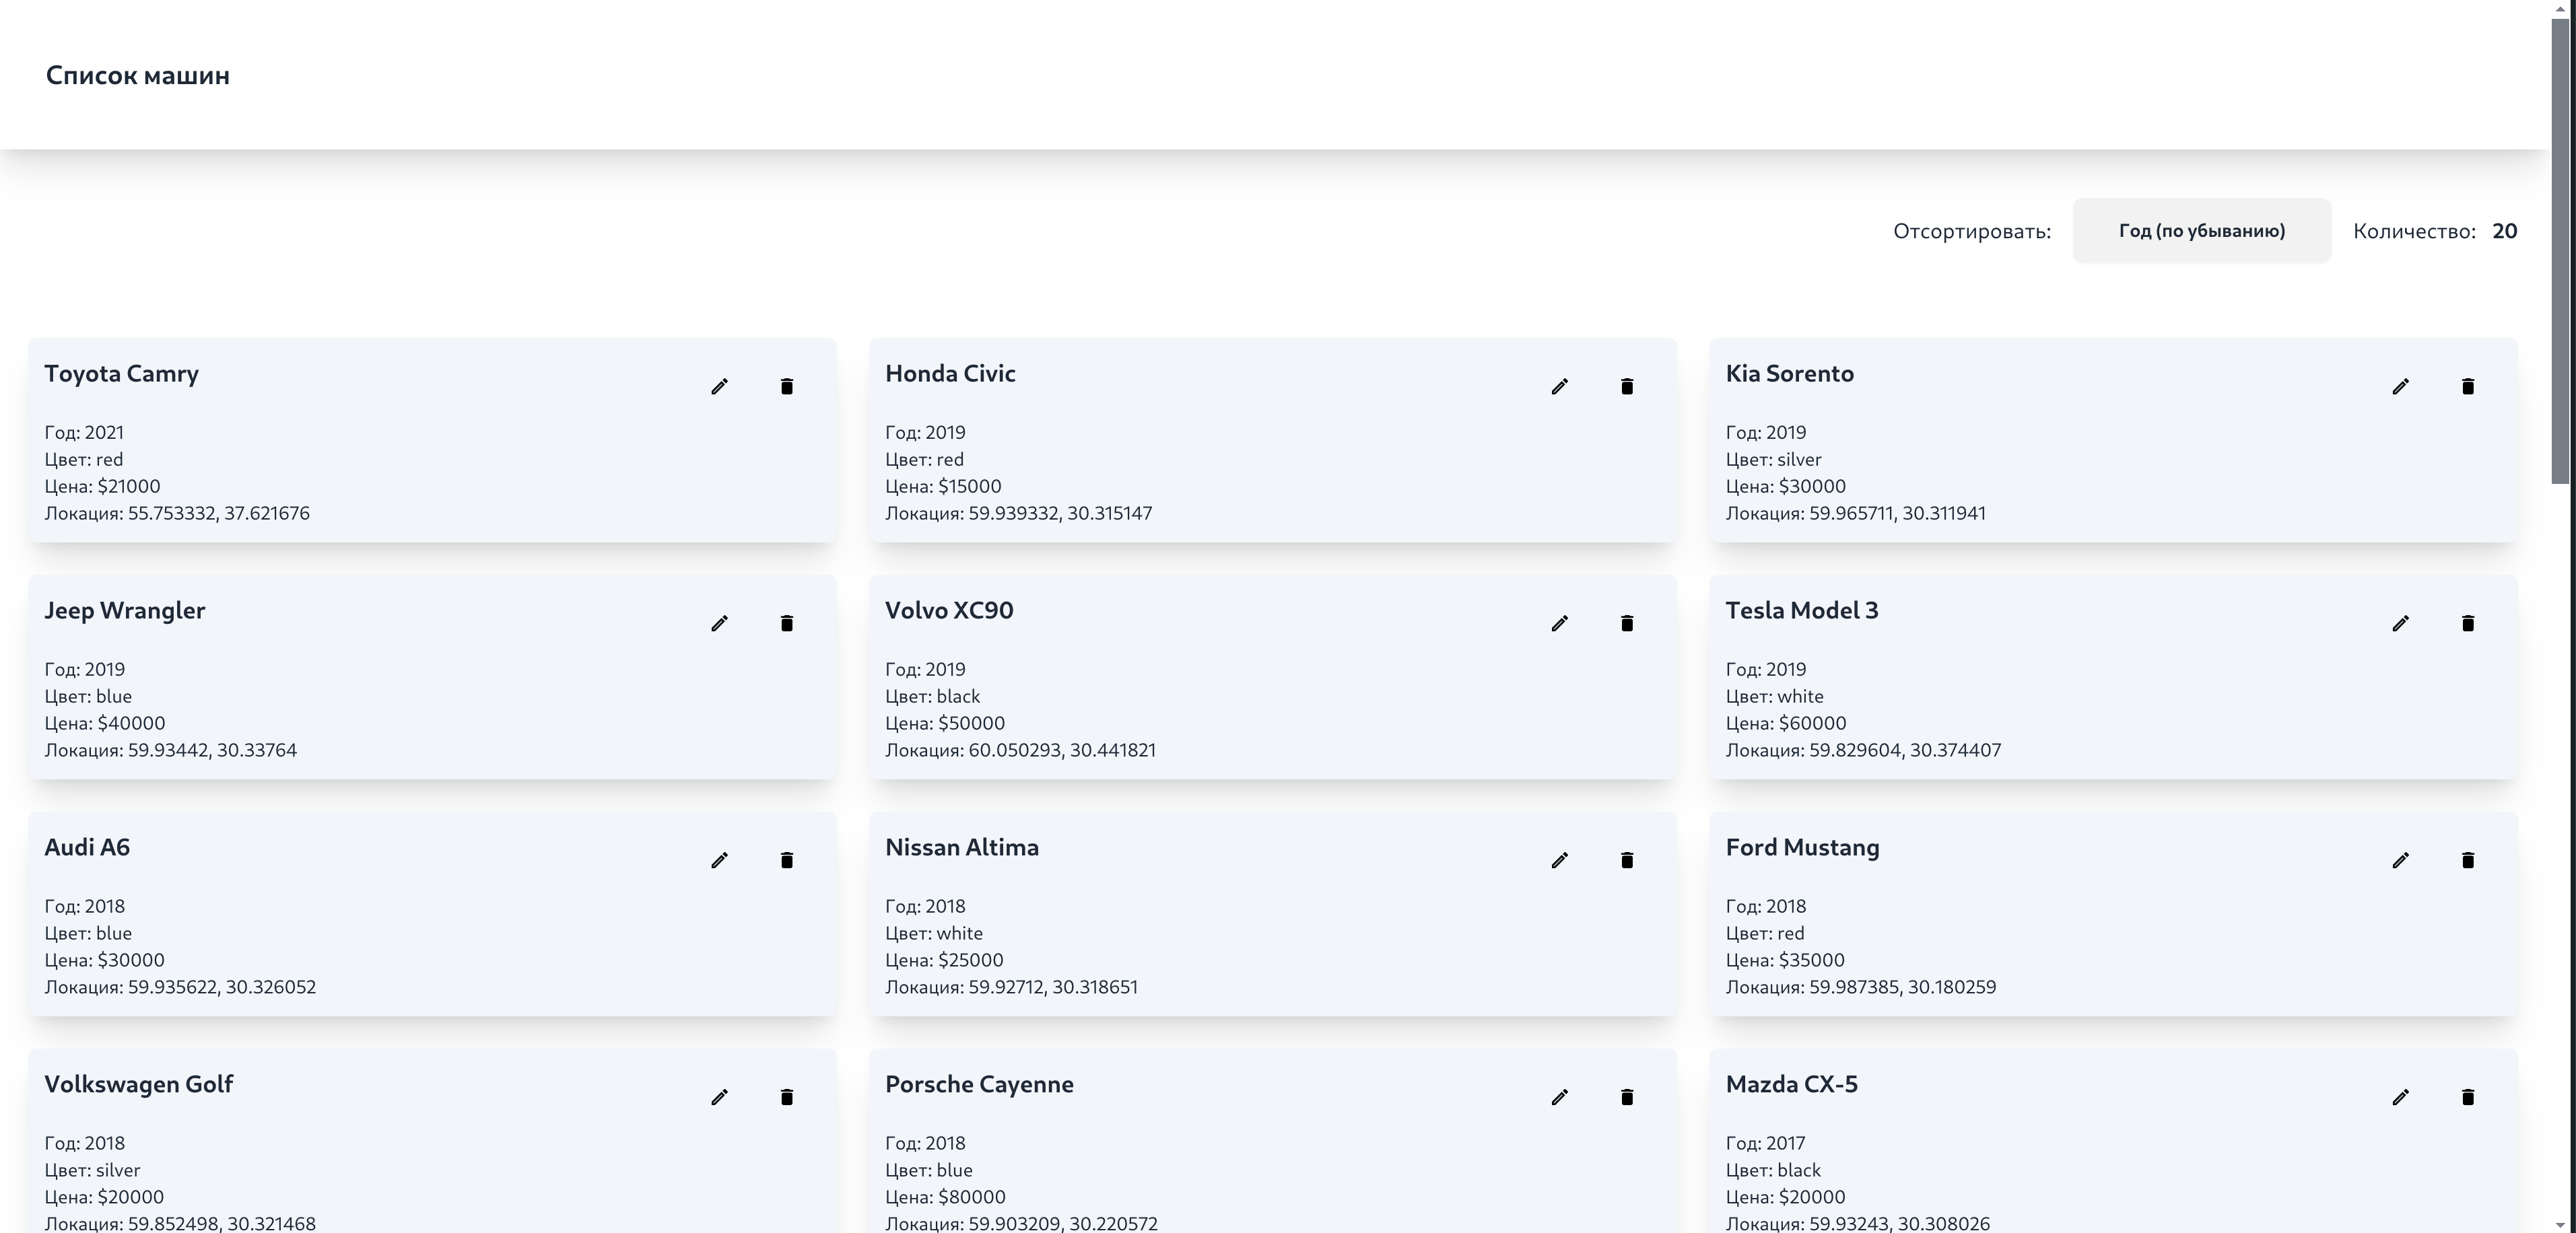 Список машин
Отсортировать: Год (по убыванию) Количество: 20
Toyota Camry
Год: 2021
Цвет: red
Цена: $21000
Локация: 55.753332, 37.621676
Honda Civic
Год: 2019
Цвет: red
Цена: $15000
Локация: 59.939332, 30.315147
Kia Sorento
Год: 2019
Цвет: silver
Цена: $30000
Локация: 59.965711, 30.311941
Jeep Wrangler
Год: 2019
Цвет: blue
Цена: $40000
Локация: 59.93442, 30.33764
Volvo XC90
Год: 2019
Цвет: black
Цена: $50000
Локация: 60.050293, 30.441821
Tesla Model 3
Год: 2019
Цвет: white
Цена: $60000
Локация: 59.829604, 30.374407
Audi A6
Год: 2018
Цвет: blue
Цена: $30000
Локация: 59.935622, 30.326052
Nissan Altima
Год: 2018
Цвет: white
Цена: $25000
Локация: 59.92712, 30.318651
Ford Mustang
Год: 2018
Цвет: red
Цена: $35000
Локация: 59.987385, 30.180259
Volkswagen Golf
Год: 2018
Цвет: silver
Цена: $20000
Локация: 59.852498, 30.321468
Porsche Cayenne
Год: 2018
Цвет: blue
Цена: $80000
Локация: 59.903209, 30.220572
Mazda CX-5
Год: 2017
Цвет: black
Цена: $20000
Локация: 59.93243, 30.308026